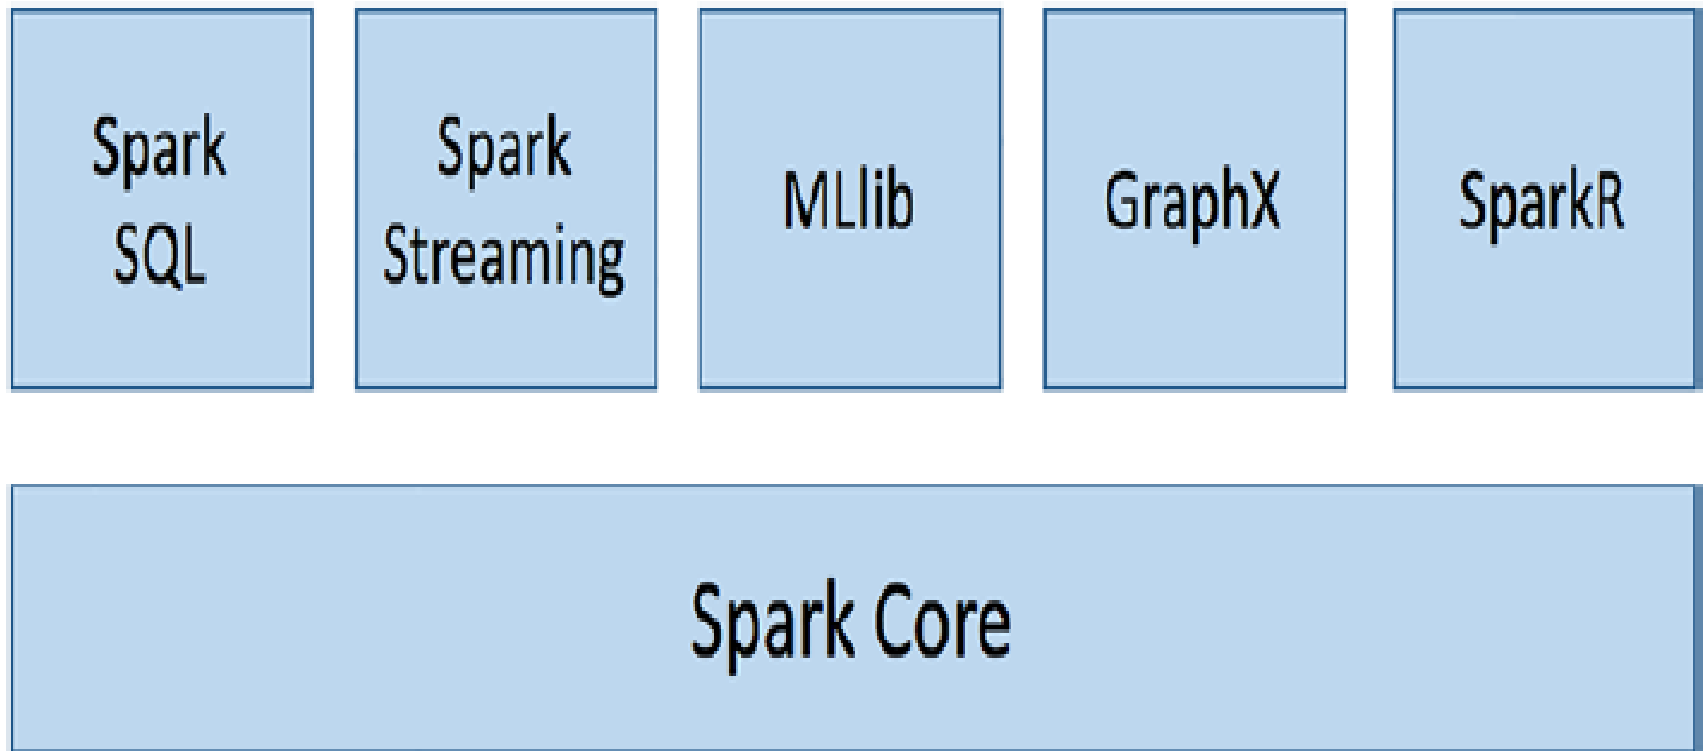 Spark
SQL
Spark
Streaming
MLlib
GraphX
SparkR
Spark Core